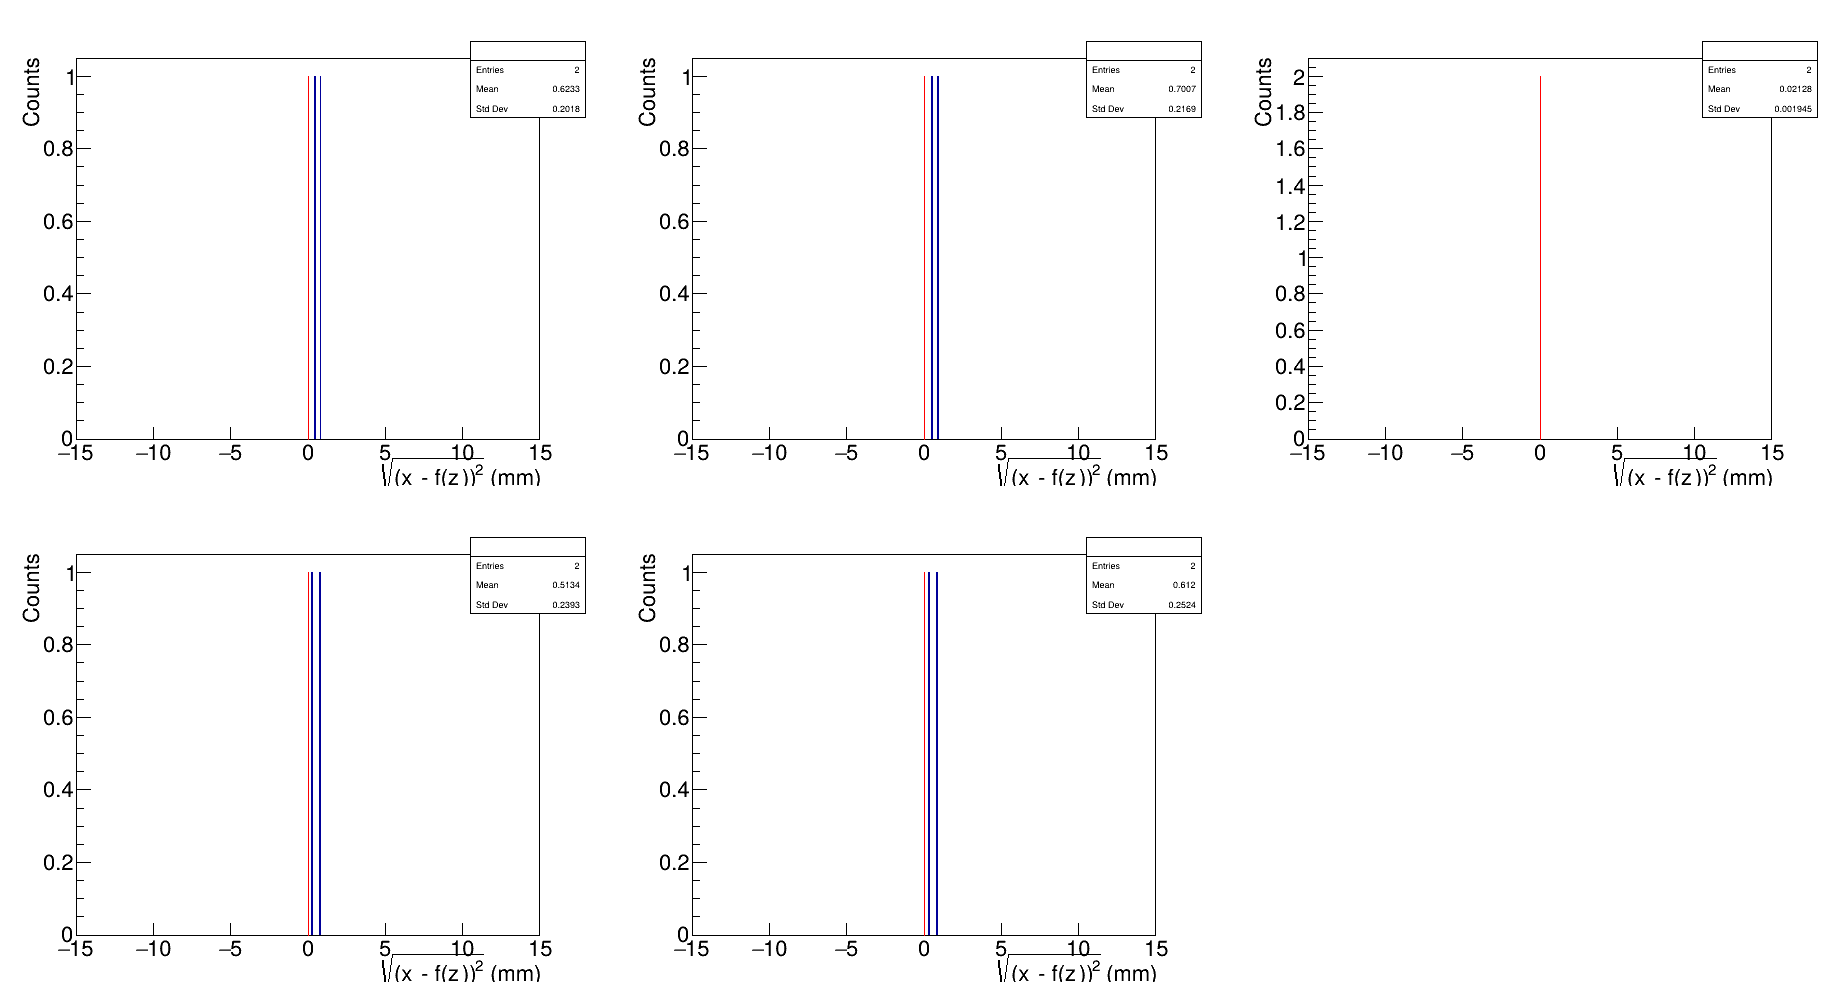 Counts
1
0.8
0.6
0.4
0.2
0
−15 −10 −5 0 5 10 15
√(x - f(z))² (mm)
Entries 2
Mean 0.6233
Std Dev 0.2018
Counts
1
0.8
0.6
0.4
0.2
0
−15 −10 −5 0 5 10 15
√(x - f(z))² (mm)
Entries 2
Mean 0.7007
Std Dev 0.2169
Counts
2
1.8
1.6
1.4
1.2
1
0.8
0.6
0.4
0.2
0
−15 −10 −5 0 5 10 15
√(x - f(z))² (mm)
Entries 2
Mean 0.02128
Std Dev 0.001945
Counts
1
0.8
0.6
0.4
0.2
0
−15 −10 −5 0 5 10 15
√(x - f(z))² (mm)
Entries 2
Mean 0.5134
Std Dev 0.2393
Counts
1
0.8
0.6
0.4
0.2
0
−15 −10 −5 0 5 10 15
√(x - f(z))² (mm)
Entries 2
Mean 0.612
Std Dev 0.2524